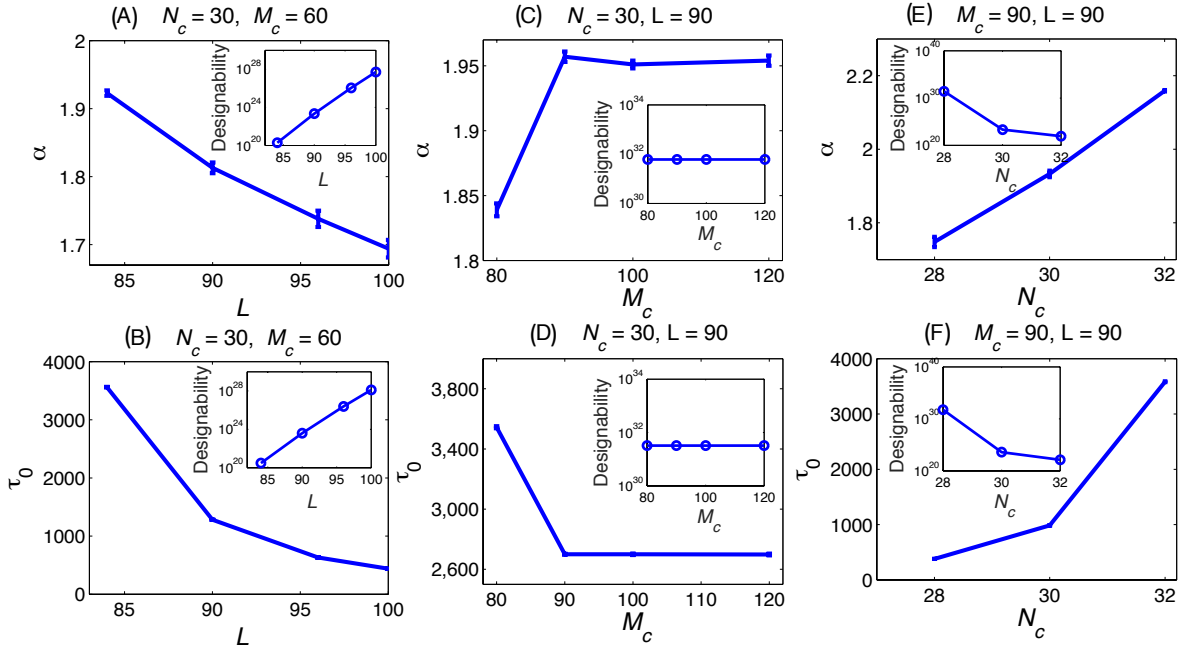 (A) N_c = 30, M_c = 60
2
1.9
1.8
1.7
α
85 90 95 100
L
Designability
10^28
10^24
10^20
85 90 95 100
L
(C) N_c = 30, L = 90
1.95
1.9
1.85
1.8
α
80 90 100 110 120
M_c
Designability
10^34
10^32
10^30
80 100 120
M_c
(E) M_c = 90, L = 90
2.2
2
1.8
α
28 30 32
N_c
Designability
10^40
10^30
10^20
28 30 32
N_c
(B) N_c = 30, M_c = 60
4000
3000
2000
1000
0
τ_0
85 90 95 100
L
Designability
10^28
10^24
10^20
85 90 95 100
L
(D) N_c = 30, L = 90
3,800
3,400
3,000
2,600
τ_0
80 90 100 110 120
M_c
Designability
10^34
10^32
10^30
80 100 120
M_c
(F) M_c = 90, L = 90
4000
3000
2000
1000
0
τ_0
28 30 32
N_c
Designability
10^40
10^30
10^20
28 30 32
N_c